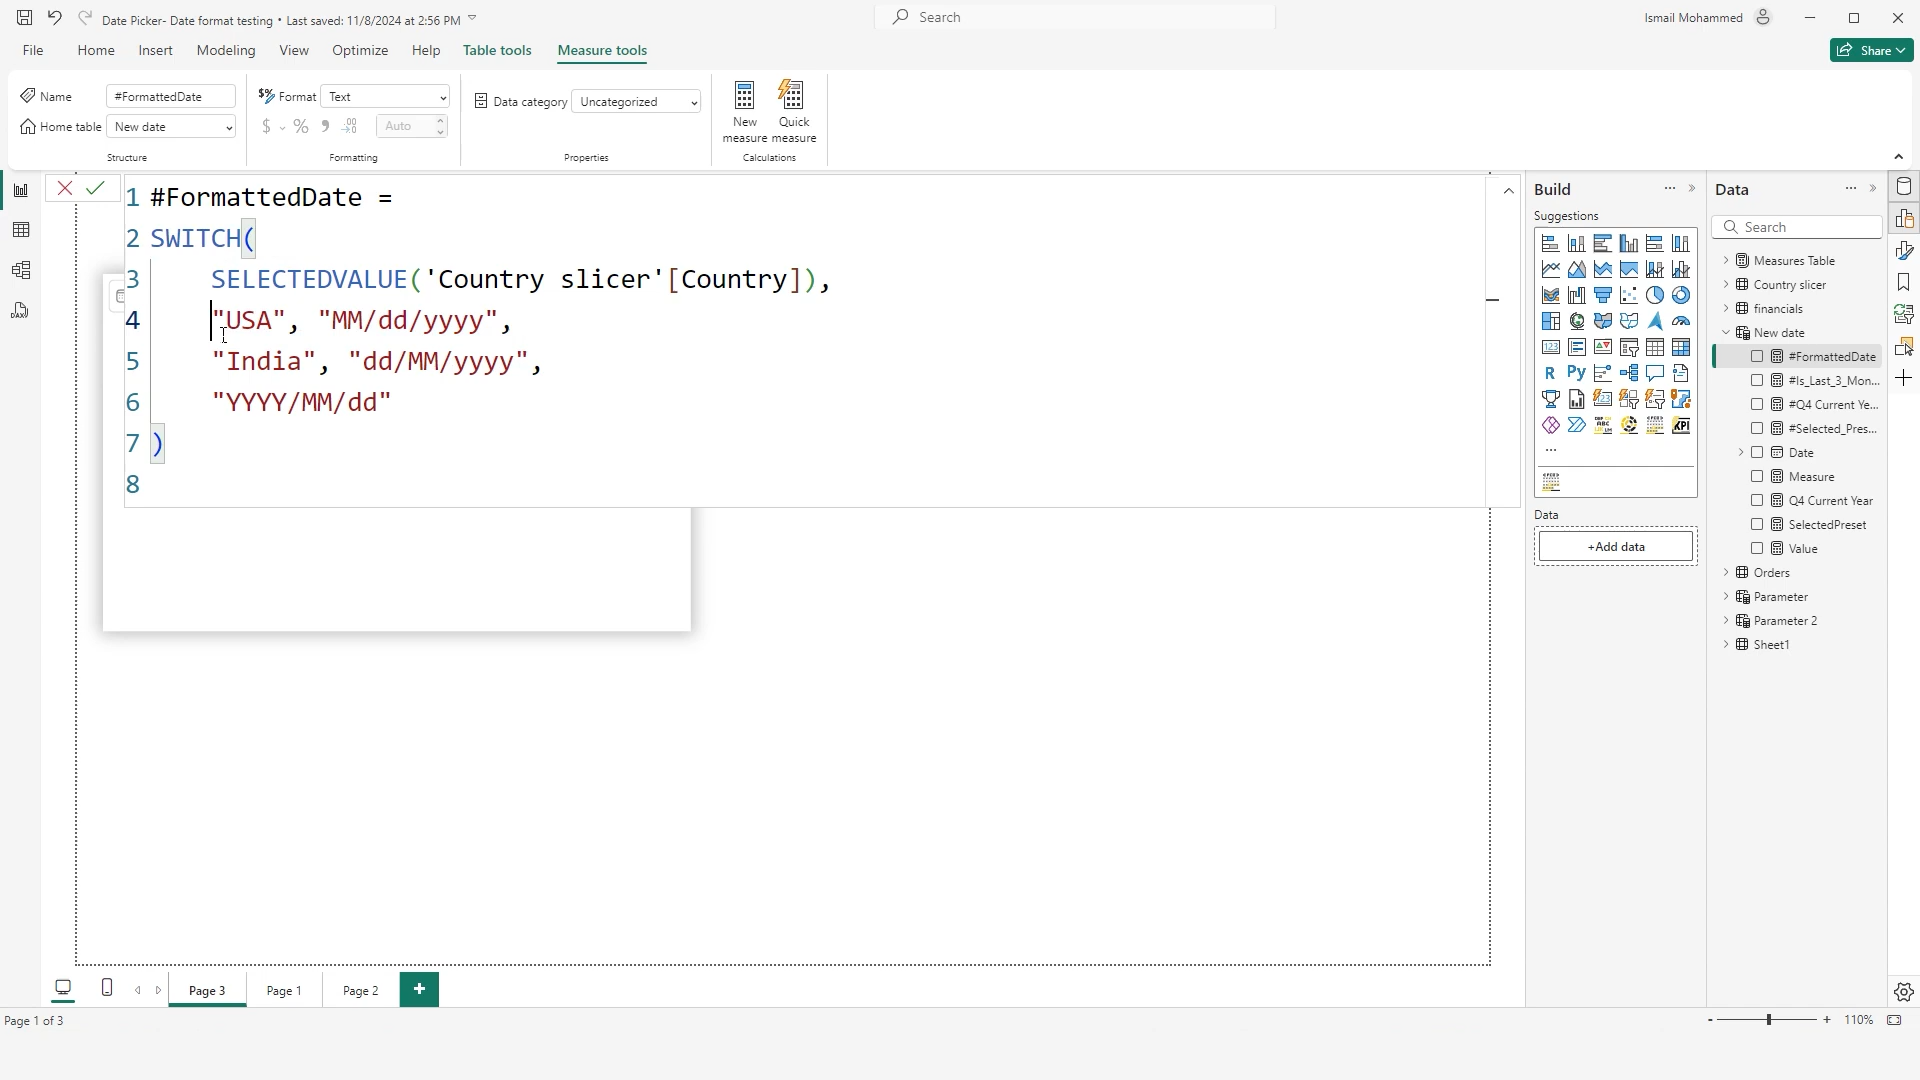 Date Picker- Date format testing • Last saved: 11/8/2024 at 2:56 PM
Search
Ismail Mohammed
File Home Insert Modeling View Optimize Help Table tools Measure tools
Share
Name #FormattedDate
Home table New date
Structure
$% Format Text
$ % Auto
Formatting
Data category Uncategorized
Properties
New measure
Quick measure
Calculations
1 #FormattedDate =
2 SWITCH(
3 SELECTEDVALUE('Country slicer'[Country]),
4 "USA", "MM/dd/yyyy",
5 "India", "dd/MM/yyyy",
6 "YYYY/MM/dd"
7 )
8
Build
Suggestions
R Py
KPI
Data
+Add data
Data
Search
Measures Table
Country slicer
financials
New date
#FormattedDate
#Is_Last_3_Mon...
#Q4 Current Ye...
#Selected_Pres...
Date
Measure
Q4 Current Year
SelectedPreset
Value
Orders
Parameter
Parameter 2
Sheet1
Page 3 Page 1 Page 2 +
Page 1 of 3
- + 110%